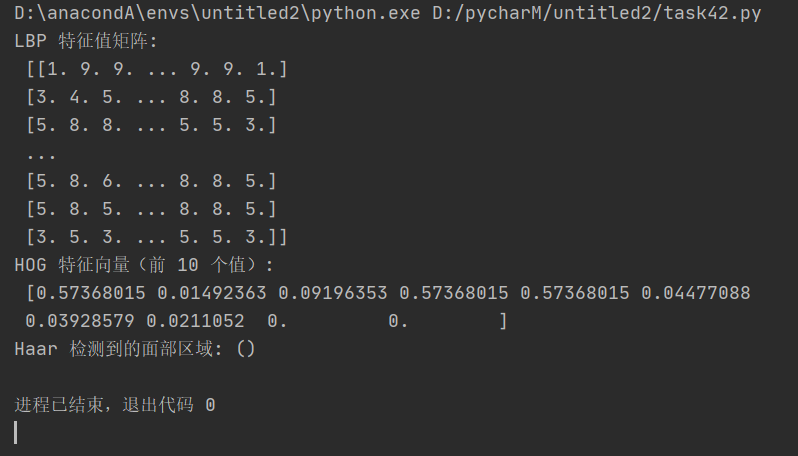 D:\anacondA\envs\untitled2\python.exe D:/pycharM/untitled2/task42.py
LBP 特征值矩阵:
 [[1. 9. 9. ... 9. 9. 1.]
 [3. 4. 5. ... 8. 8. 5.]
 [5. 8. 8. ... 5. 5. 3.]
 ...
 [5. 8. 6. ... 8. 8. 5.]
 [5. 8. 5. ... 8. 8. 5.]
 [3. 5. 3. ... 5. 5. 3.]]
HOG 特征向量（前 10 个值）:
 [0.57368015 0.01492363 0.09196353 0.57368015 0.57368015 0.04477088
 0.03928579 0.0211052  0.         0.        ]
Haar 检测到的面部区域: ()
进程已结束，退出代码 0